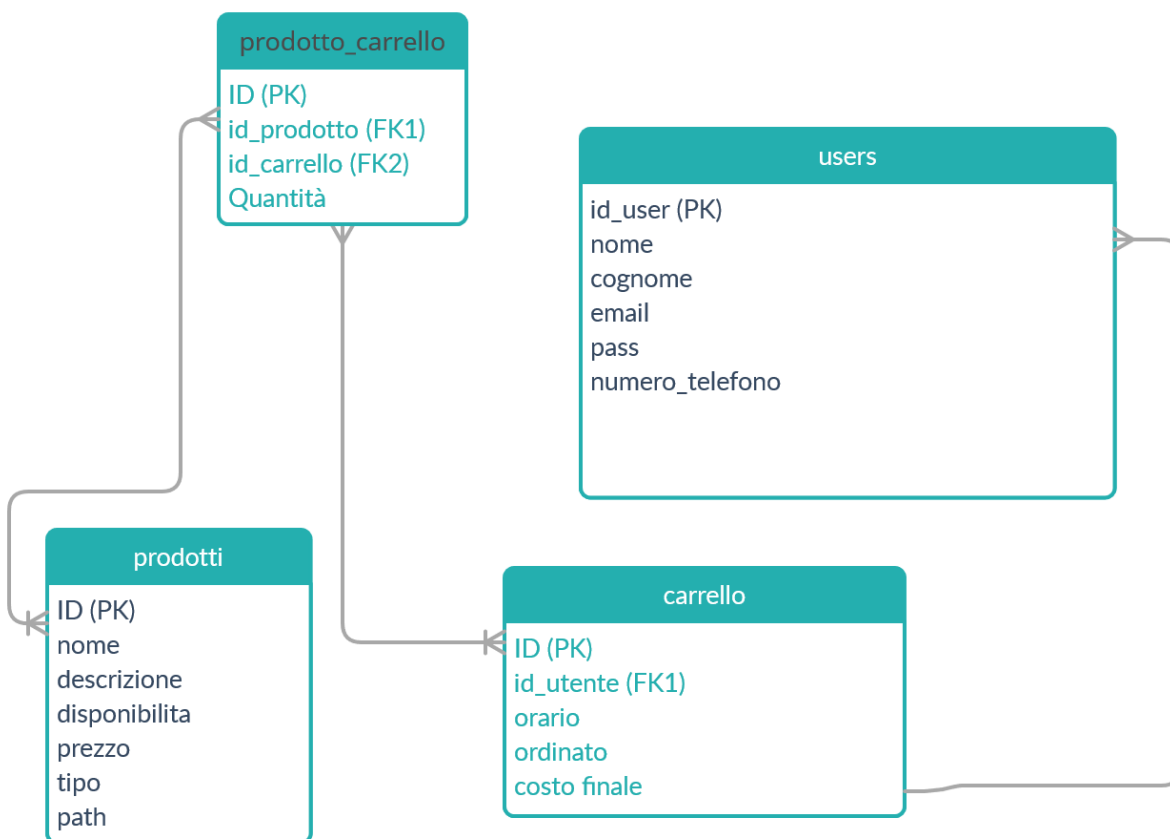 prodotto_carrello
ID (PK)
id_prodotto (FK1)
id_carrello (FK2)
Quantità
users
id_user (PK)
nome
cognome
email
pass
numero_telefono
prodotti
ID (PK)
nome
descrizione
disponibilita
prezzo
tipo
path
carrello
ID (PK)
id_utente (FK1)
orario
ordinato
costo finale